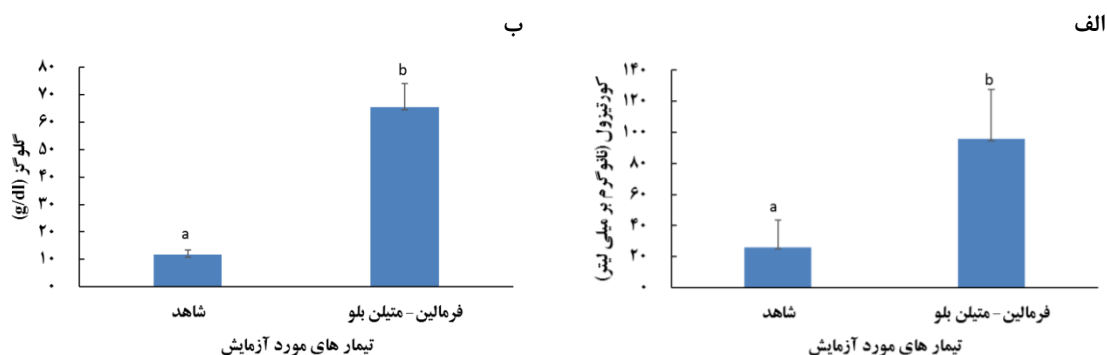 الف
کورتیزول (نانوگرم بر میلی لیتر)
۱۴۰
۱۲۰
۱۰۰
۸۰
۶۰
۴۰
۲۰
۰
a
b
شاهد
فرمالین – متیلن بلو
تیمار های مورد آزمایش
ب
گلوگز (g/dl)
۸۰
۷۰
۶۰
۵۰
۴۰
۳۰
۲۰
۱۰
۰
a
b
شاهد
فرمالین – متیلن بلو
تیمار های مورد آزمایش